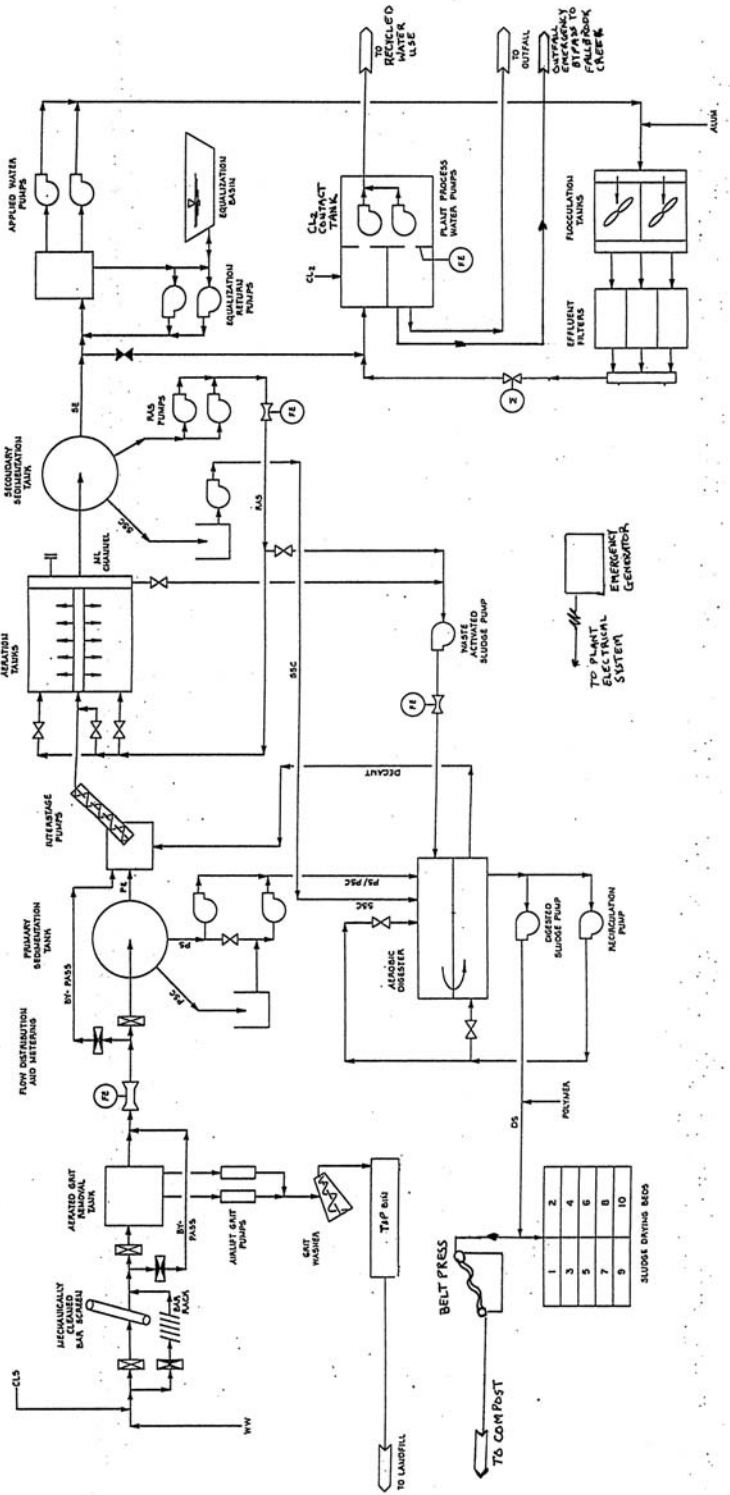 CLS
WW
MECHANICALLY
CLEANED
BAR SCREEN
BAR
RACK
BY-
PASS
AERATED GRIT
REMOVAL
TANK
AIRLIFT GRIT
PUMPS
GRIT
WASHER
T&P BIN
TO LANDFILL
FE
FLOW DISTRIBUTION
AND METERING
BY-PASS
PRIMARY
SEDIMENTATION
TANK
PE
PSC
PS
PS/PSC
INTERSTAGE
PUMPS
AERATION
TANKS
ML
CHANNEL
SECONDARY
SEDIMENTATION
TANK
SE
SSC
RAS
PUMPS
FE
RAS
SSC
APPLIED WATER
PUMPS
EQUALIZATION
BASIN
EQUALIZATION
RETURN
PUMPS
CL2
CONTACT
TANK
CL2
PLANT PROCESS
WATER PUMPS
FE
TO
RECYCLED
WATER
USE
TO
OUTFALL
OUTFALL
EMERGENCY
BYPASS TO
FALLBROOK
CREEK
ALUM
FLOCCULATION
TANKS
EFFLUENT
FILTERS
M
WASTE
ACTIVATED
SLUDGE PUMP
FE
DECANT
SSC
AEROBIC
DIGESTER
DIGESTED
SLUDGE PUMP
RECIRCULATION
PUMP
DS
POLYMER
BELT PRESS
TO COMPOST
1 2
3 4
5 6
7 8
9 10
SLUDGE DRYING BEDS
EMERGENCY
GENERATOR
TO PLANT
ELECTRICAL
SYSTEM